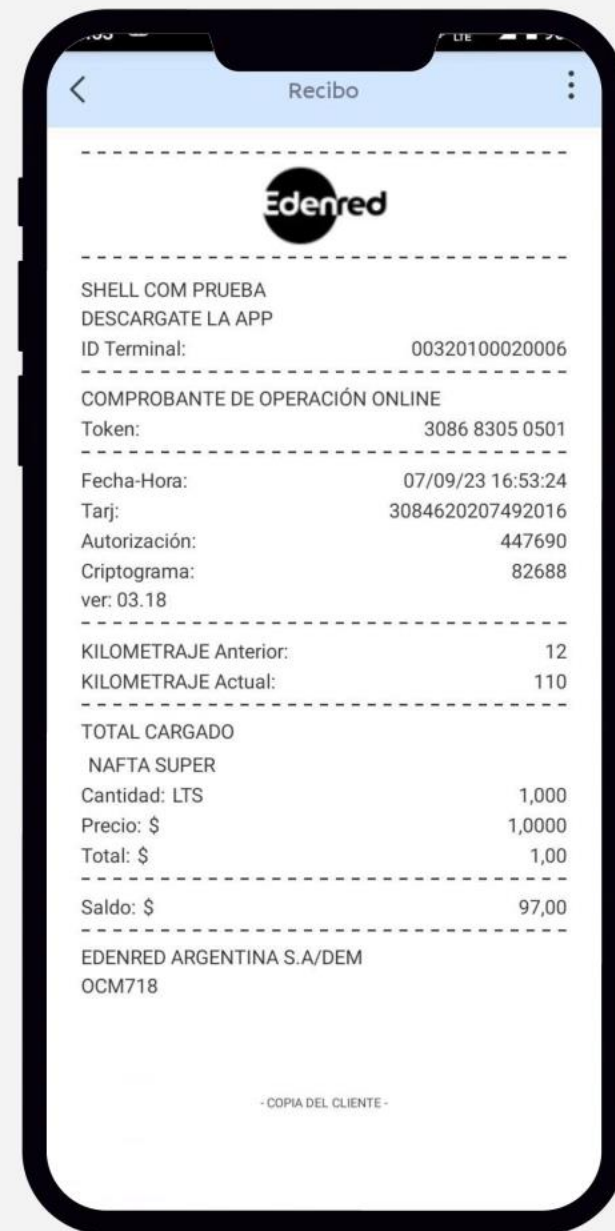 Recibo
Edenred
SHELL COM PRUEBA
DESCARGATE LA APP
ID Terminal: 00320100020006
COMPROBANTE DE OPERACIÓN ONLINE
Token: 3086 8305 0501
Fecha-Hora: 07/09/23 16:53:24
Tarj: 3084620207492016
Autorización: 447690
Criptograma: 82688
ver: 03.18
KILOMETRAJE Anterior: 12
KILOMETRAJE Actual: 110
TOTAL CARGADO
NAFTA SUPER
Cantidad: LTS 1,000
Precio: $ 1,0000
Total: $ 1,00
Saldo: $ 97,00
EDENRED ARGENTINA S.A/DEM
OCM718
- COPIA DEL CLIENTE -